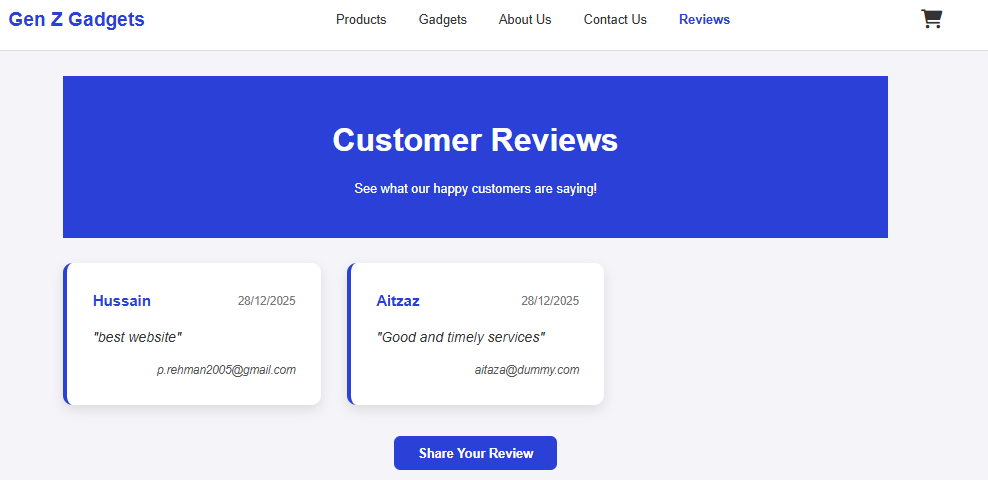 Gen Z Gadgets Products Gadgets About Us Contact Us Reviews
Customer Reviews
See what our happy customers are saying!
Hussain 28/12/2025
"best website"
p.rehman2005@gmail.com
Aitzaz 28/12/2025
"Good and timely services"
aitaza@dummy.com
Share Your Review